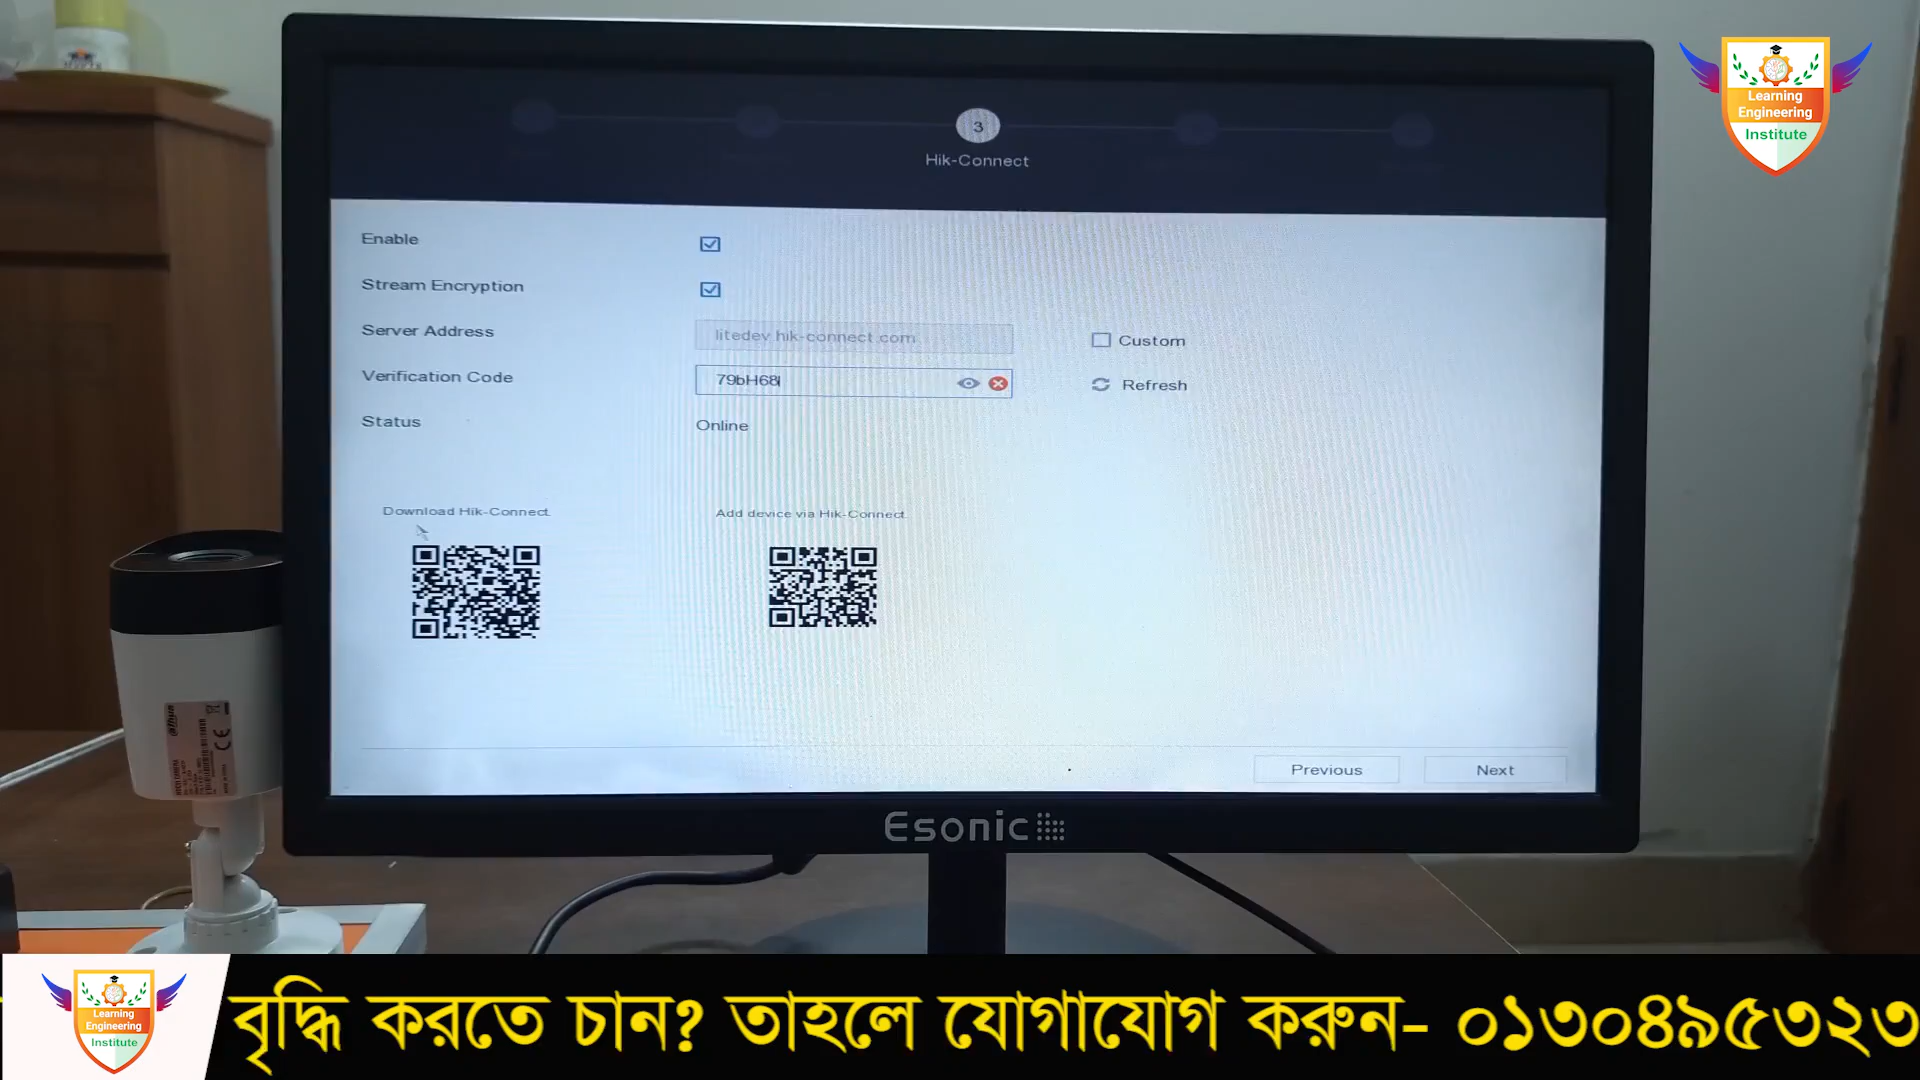 3
Hik-Connect
Enable
Stream Encryption
Server Address
litedev.hik-connect.com
Custom
Verification Code
79bH68
Refresh
Status
Online
Download Hik-Connect
Add device via Hik-Connect
Previous
Next
Esonic
Learning
Engineering
Institute
alhua
CE
Learning
Engineering
Institute
বৃদ্ধি করতে চান? তাহলে যোগাযোগ করুন- ০১৩০৪৯৫৩২৩